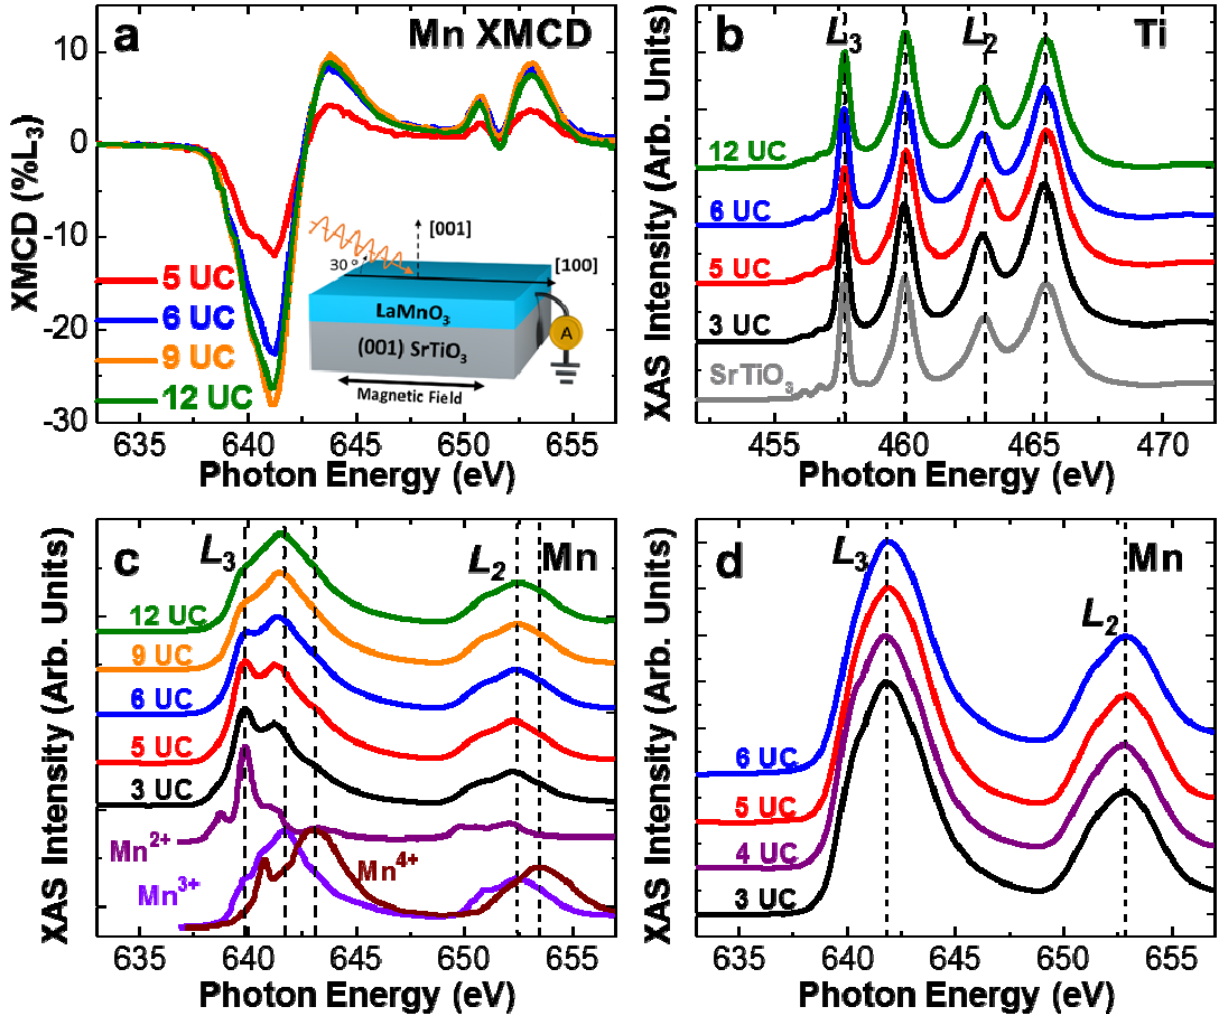 a
Mn XMCD
XMCD (%L3)
10
0
-10
-20
-30
5 UC
6 UC
9 UC
12 UC
30 °
[001]
[100]
LaMnO3
(001) SrTiO3
A
Magnetic Field
635 640 645 650 655
Photon Energy (eV)
b
L3
L2
Ti
XAS Intensity (Arb. Units)
12 UC
6 UC
5 UC
3 UC
SrTiO3
455 460 465 470
Photon Energy (eV)
c
L3
L2
Mn
XAS Intensity (Arb. Units)
12 UC
9 UC
6 UC
5 UC
3 UC
Mn2+
Mn4+
Mn3+
635 640 645 650 655
Photon Energy (eV)
d
L3
L2
Mn
XAS Intensity (Arb. Units)
6 UC
5 UC
4 UC
3 UC
635 640 645 650 655
Photon Energy (eV)